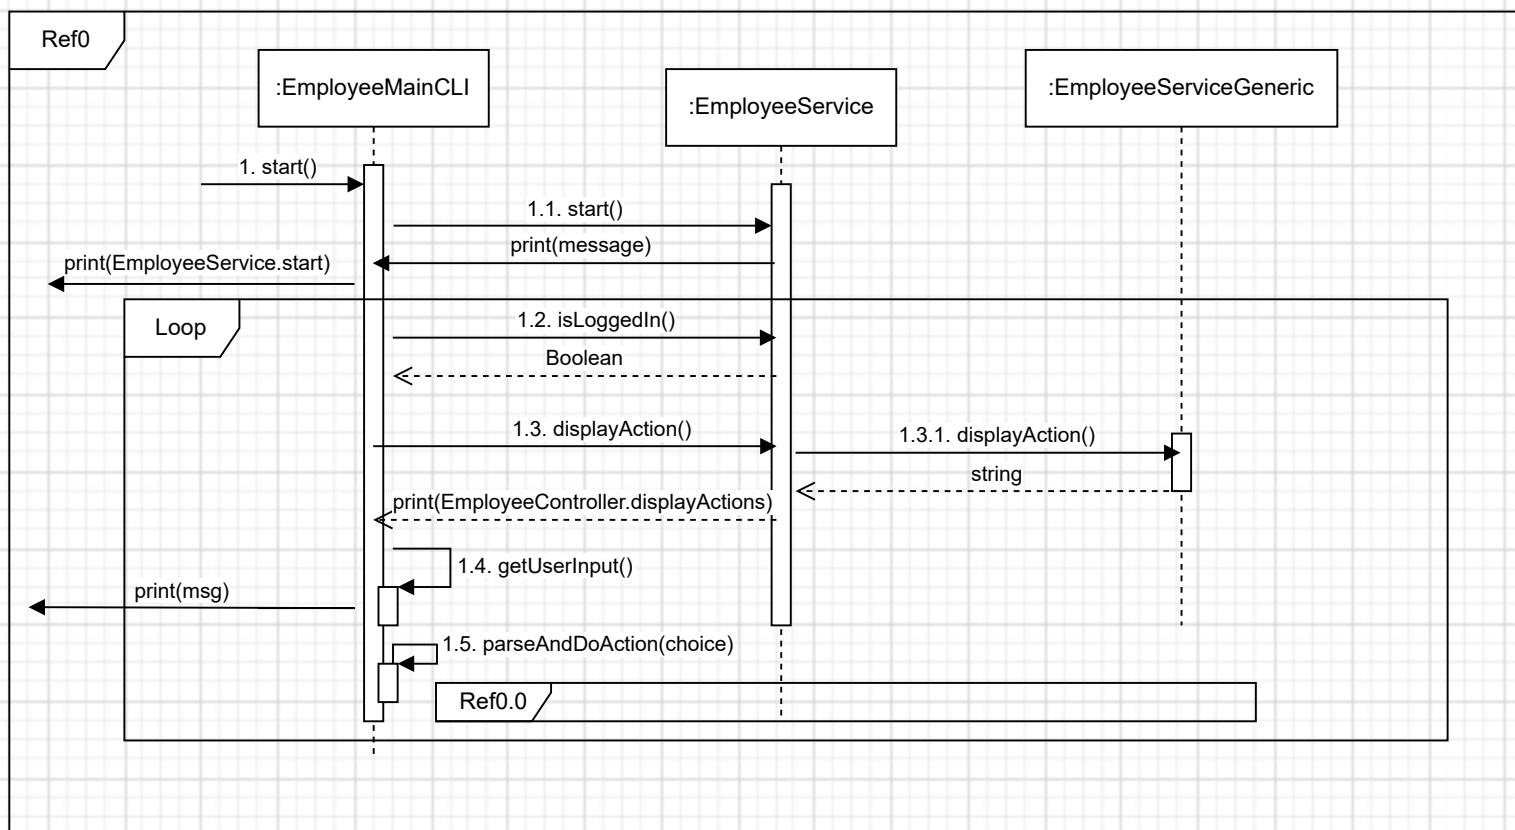 Ref0
:EmployeeMainCLI
:EmployeeService
:EmployeeServiceGeneric
1. start()
1.1. start()
print(message)
print(EmployeeService.start)
Loop
1.2. isLoggedIn()
Boolean
1.3. displayAction()
1.3.1. displayAction()
string
print(EmployeeController.displayActions)
1.4. getUserInput()
print(msg)
1.5. parseAndDoAction(choice)
Ref0.0